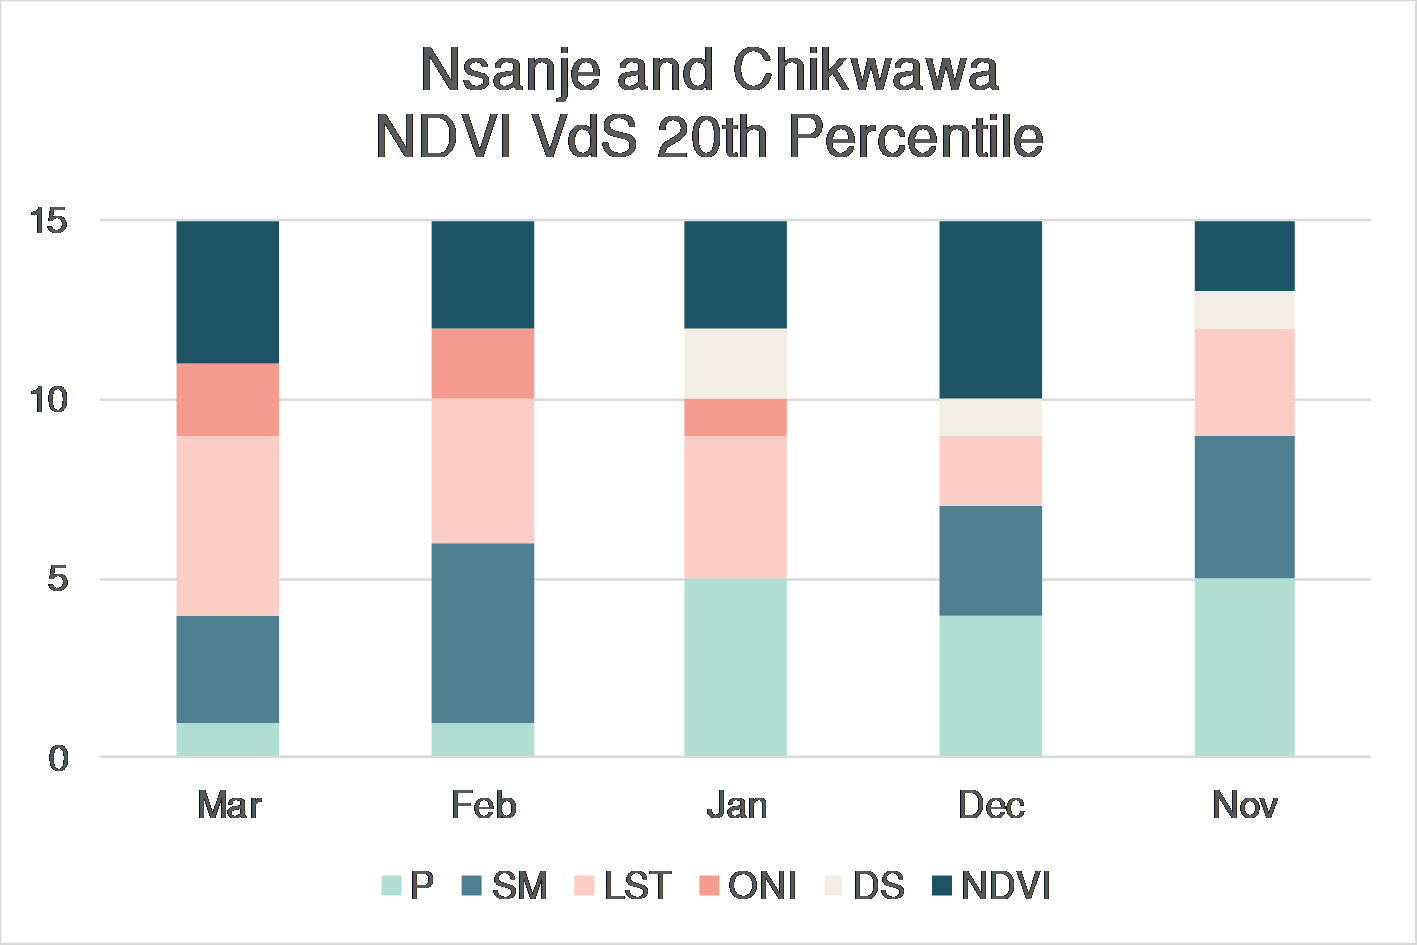 Nsanje and Chikwawa
NDVI VdS 20th Percentile
15
10
5
0
Mar Feb Jan Dec Nov
P SM LST ONI DS NDVI